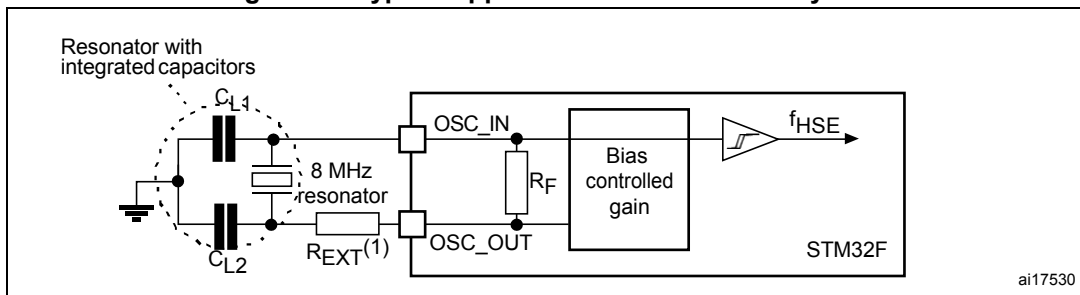 Resonator with
integrated capacitors
CL1
OSC_IN
fHSE
8 MHz
resonator
RF
Bias
controlled
gain
REXT(1)
OSC_OUT
STM32F
CL2
ai17530